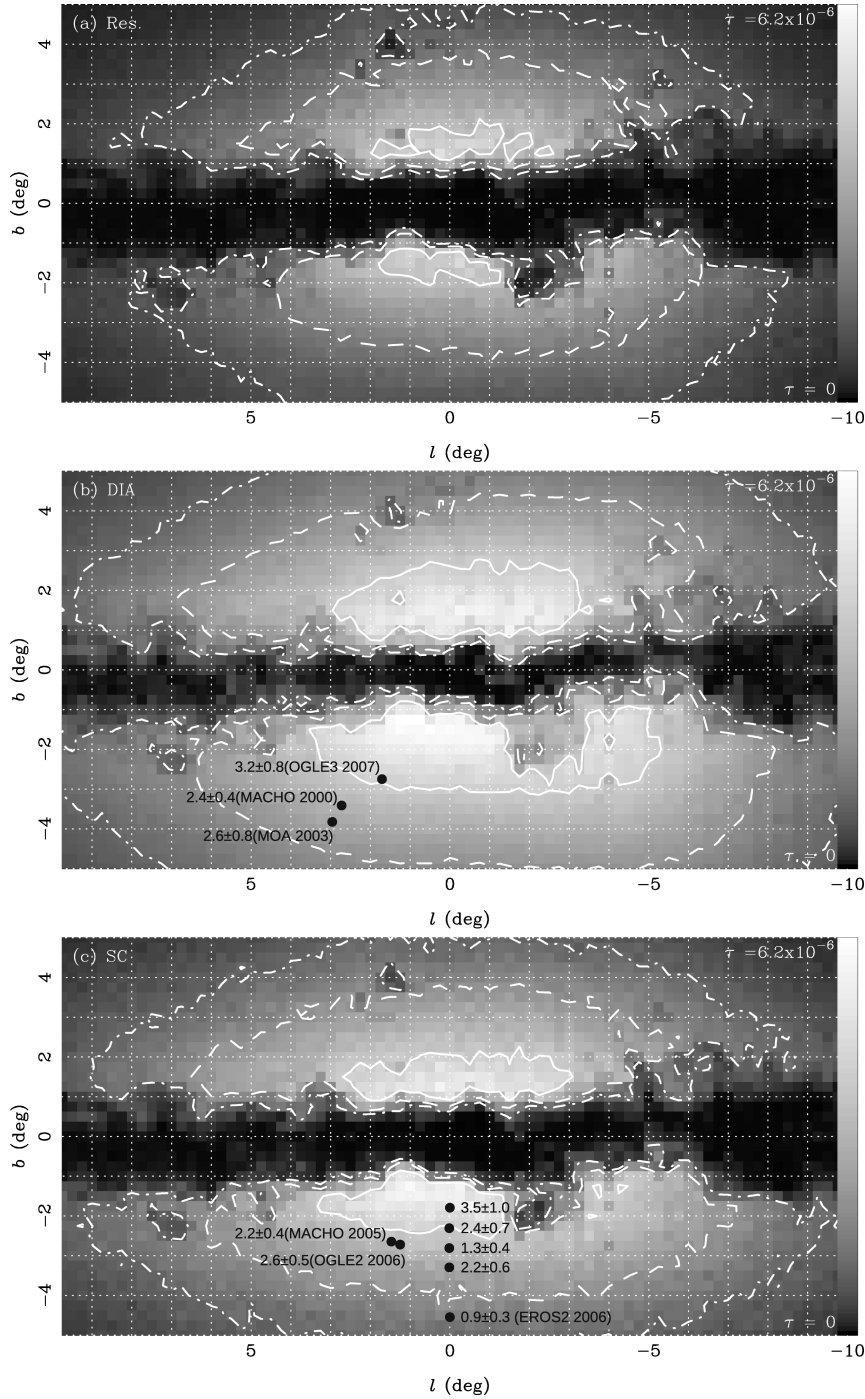 (a) Res.
τ =6.2x10⁻⁶
4
2
0
−2
−4
b (deg)
τ = 0
5
0
−5
−10
l (deg)
(b) DIA
τ =6.2x10⁻⁶
4
2
0
−2
−4
b (deg)
3.2±0.8(OGLE3 2007)
2.4±0.4(MACHO 2000)
2.6±0.8(MOA 2003)
τ = 0
5
0
−5
−10
l (deg)
(c) SC
τ =6.2x10⁻⁶
4
2
0
−2
−4
b (deg)
3.5±1.0
2.4±0.7
2.2±0.4(MACHO 2005)
1.3±0.4
2.6±0.5(OGLE2 2006)
2.2±0.6
0.9±0.3 (EROS2 2006)
τ = 0
5
0
−5
−10
l (deg)